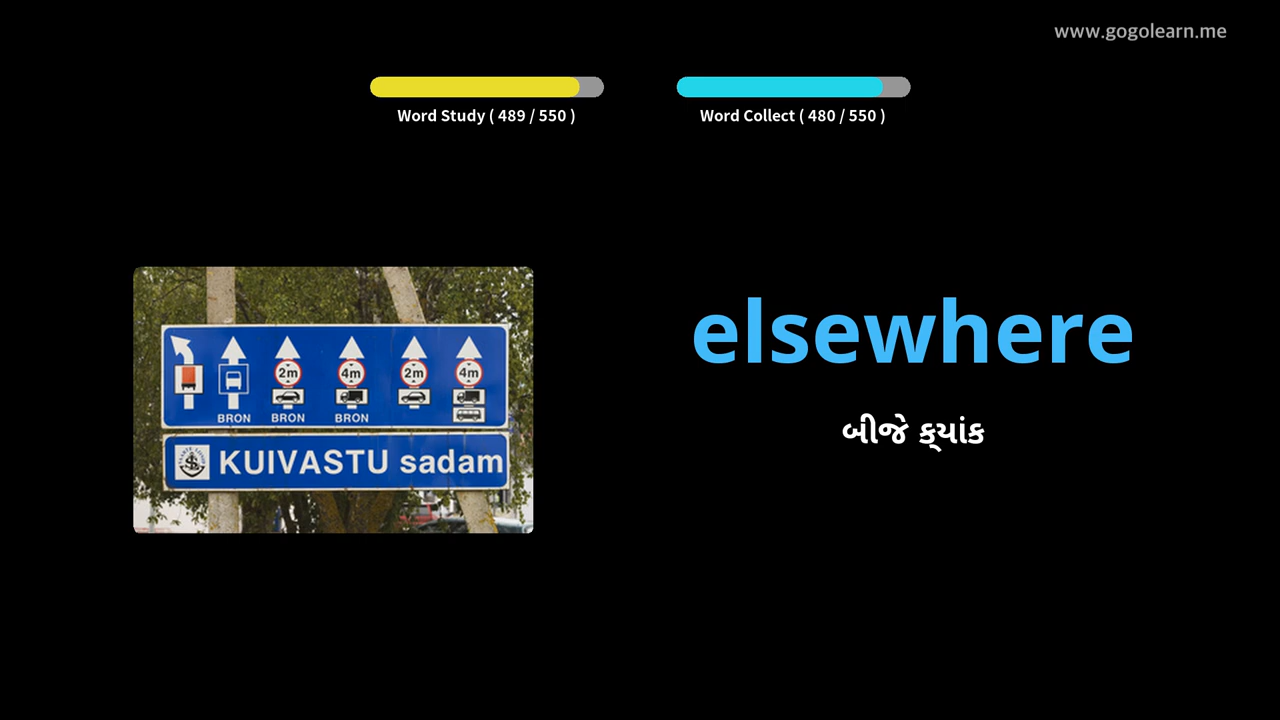 www.gogolearn.me
Word Study ( 489 / 550 )
Word Collect ( 480 / 550 )
elsewhere
બીજે ક્યાંક
2m 4m 2m 4m
BRON BRON BRON
KUIVASTU sadam